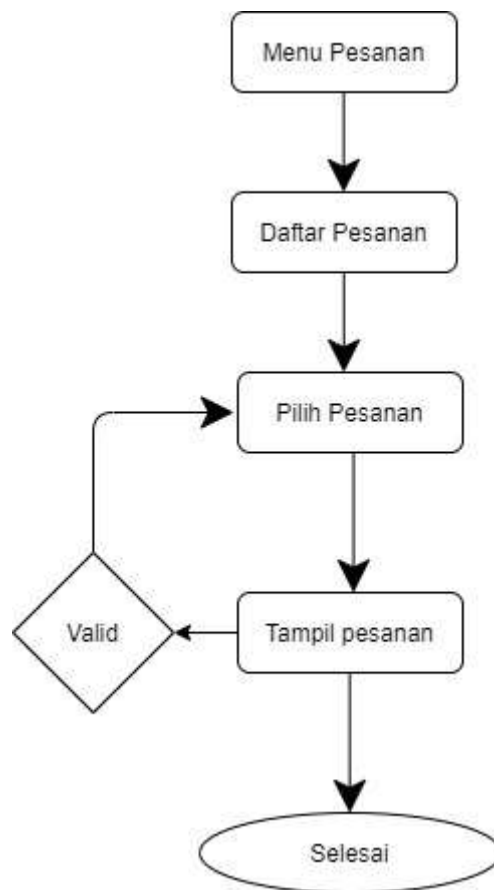 Menu Pesanan
Daftar Pesanan
Pilih Pesanan
Valid
Tampil pesanan
Selesai